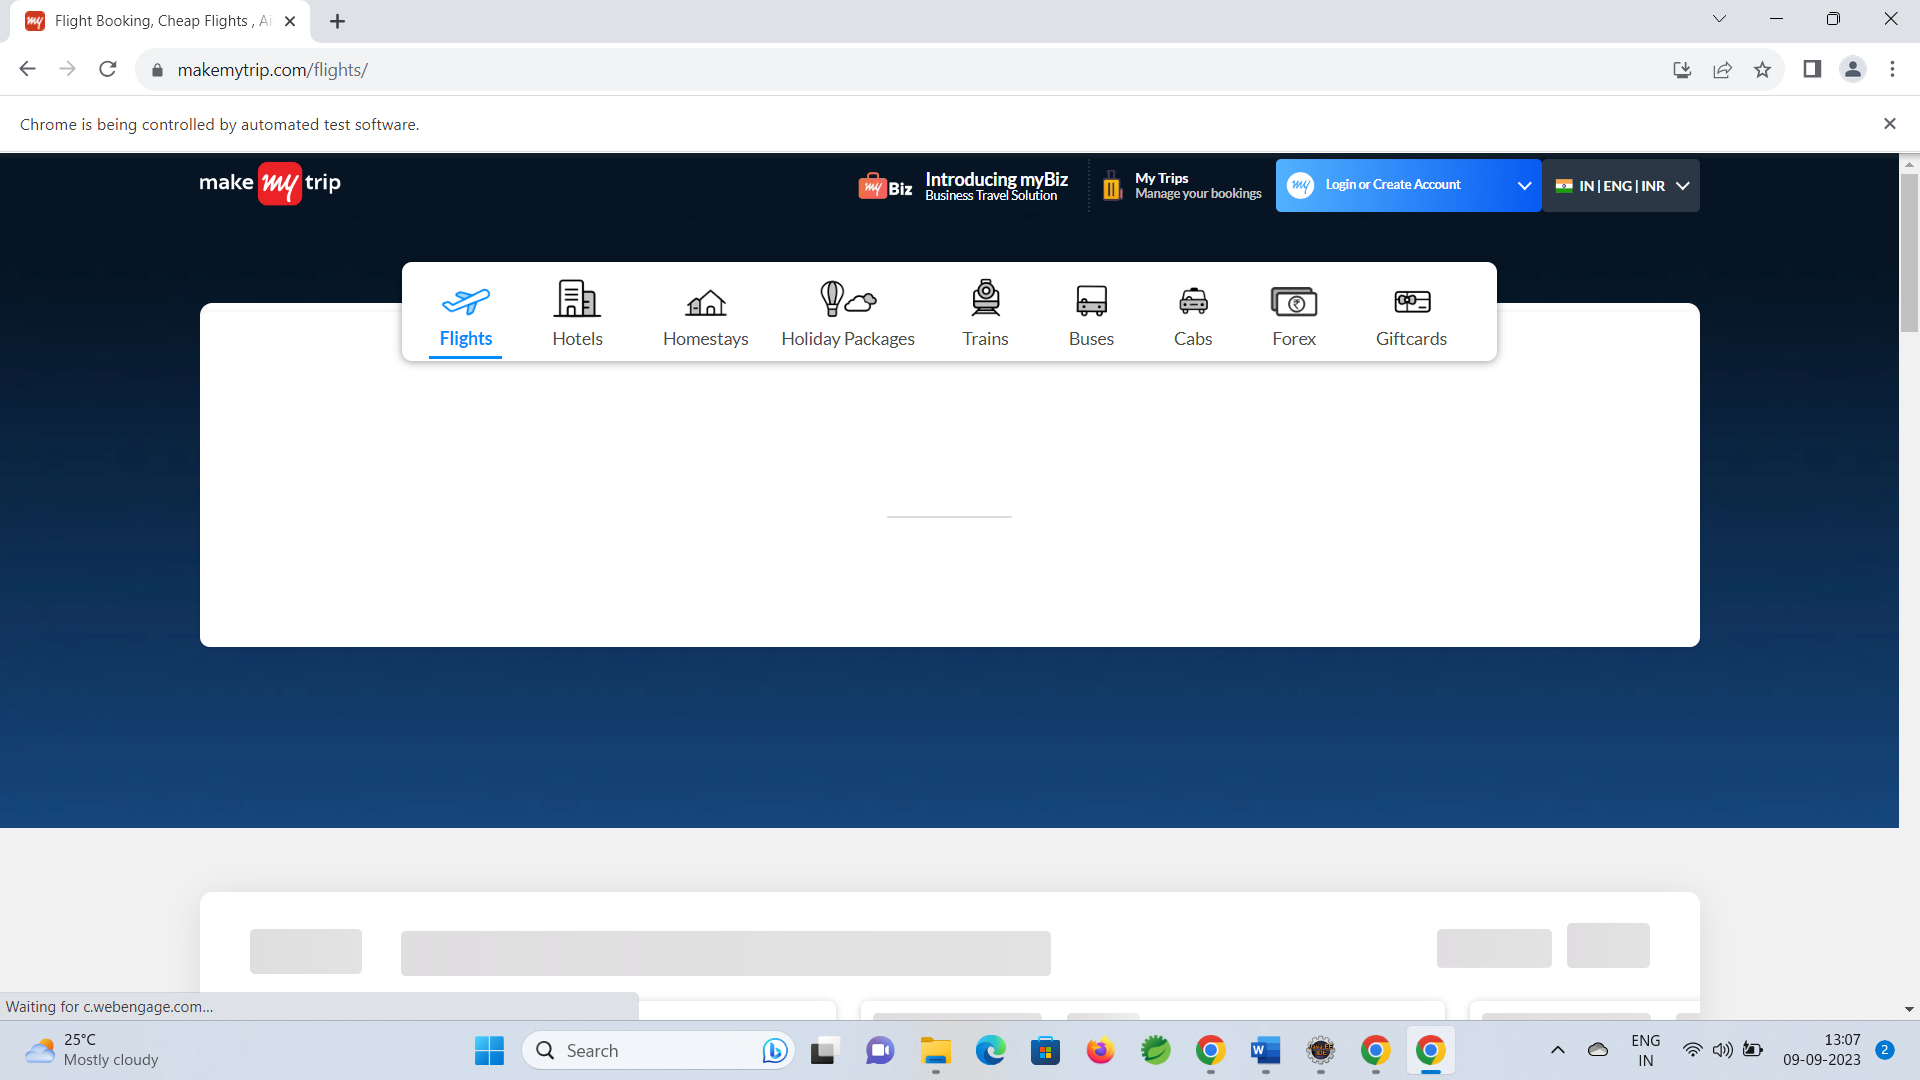 Flight Booking, Cheap Flights , Ai
makemytrip.com/flights/
Chrome is being controlled by automated test software.
make my trip
my Biz
Introducing myBiz
Business Travel Solution
My Trips
Manage your bookings
my
Login or Create Account
IN | ENG | INR
Flights
Hotels
Homestays
Holiday Packages
Trains
Buses
Cabs
Forex
Giftcards
Waiting for c.webengage.com...
25°C
Mostly cloudy
Search
ENG
IN
13:07
09-09-2023
2